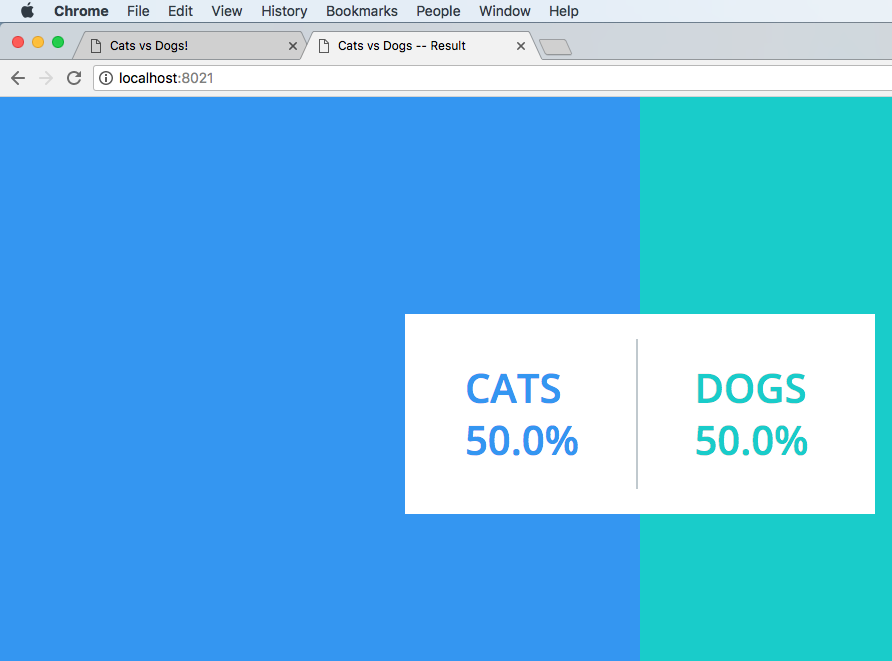 Chrome File Edit View History Bookmarks People Window Help
Cats vs Dogs! Cats vs Dogs -- Result
localhost:8021
CATS DOGS
50.0% 50.0%